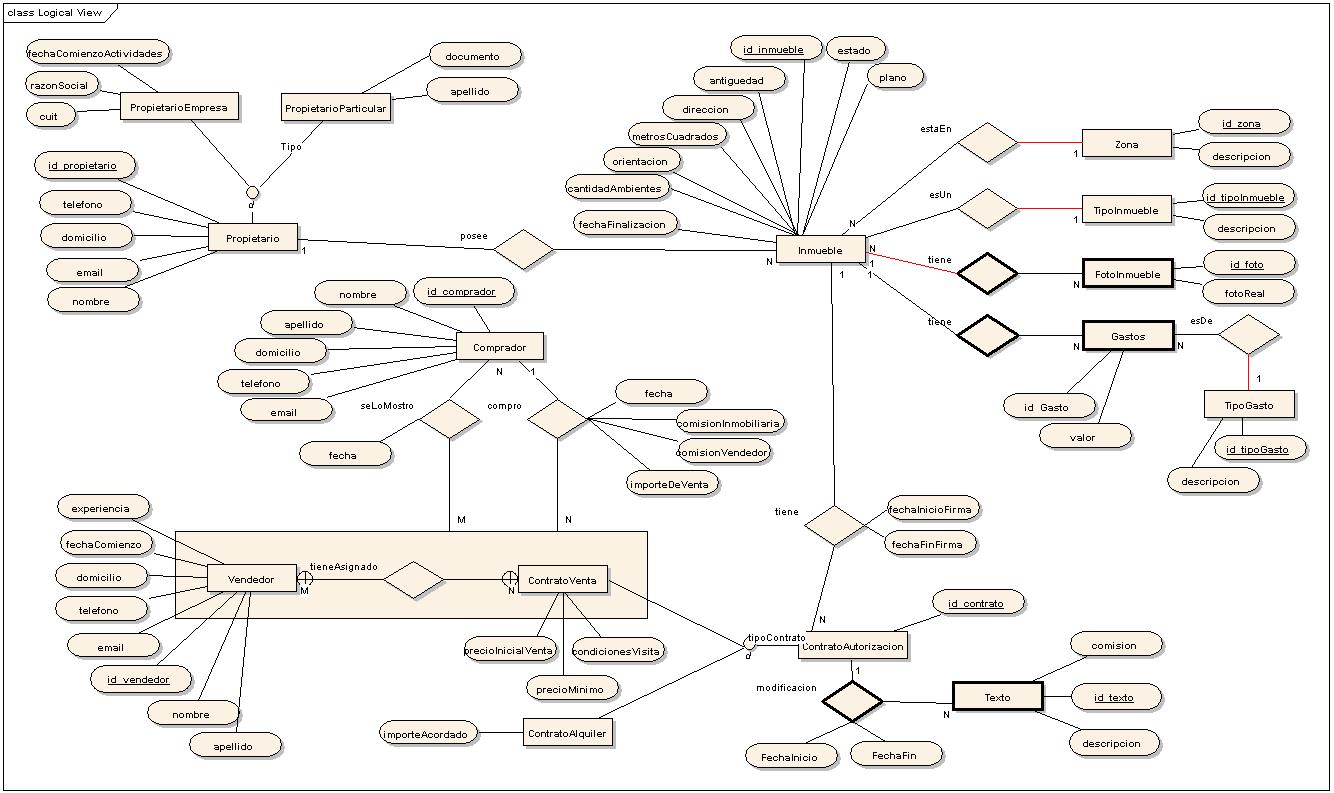 class Logical View
fechaComienzoActividades
razonSocial
cuit
PropietarioEmpresa
documento
apellido
PropietarioParticular
Tipo
d
id_propietario
telefono
domicilio
email
nombre
Propietario
1
posee
N
id_inmueble
estado
plano
antiguedad
direccion
metrosCuadrados
orientacion
cantidadAmbientes
fechaFinalizacion
Inmueble
N
N
1
1
1
estaEn
1
Zona
id_zona
descripcion
esUn
1
TipoInmueble
id_tipoInmueble
descripcion
tiene
N
FotoInmueble
id_foto
fotoReal
tiene
N
Gastos
N
esDe
1
id_Gasto
valor
TipoGasto
id_tipoGasto
descripcion
nombre
id_comprador
apellido
domicilio
telefono
email
Comprador
N
1
seLoMostro
fecha
M
compro
fecha
comisionInmobiliaria
comisionVendedor
importeDeVenta
N
experiencia
fechaComienzo
domicilio
telefono
email
id_vendedor
nombre
apellido
Vendedor
M
tieneAsignado
N
ContratoVenta
precioInicialVenta
condicionesVisita
precioMinimo
tiene
fechaInicioFirma
fechaFinFirma
N
id_contrato
tipoContrato
d
ContratoAutorizacion
1
importeAcordado
ContratoAlquiler
modificacion
FechaInicio
FechaFin
N
Texto
comision
id_texto
descripcion